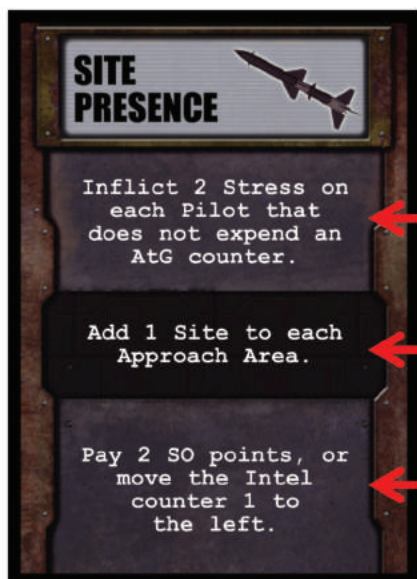 SITE
PRESENCE
Inflict 2 Stress on
each Pilot that
does not expend an
AtG counter.
Add 1 Site to each
Approach Area.
Pay 2 SO points, or
move the Intel
counter 1 to
the left.